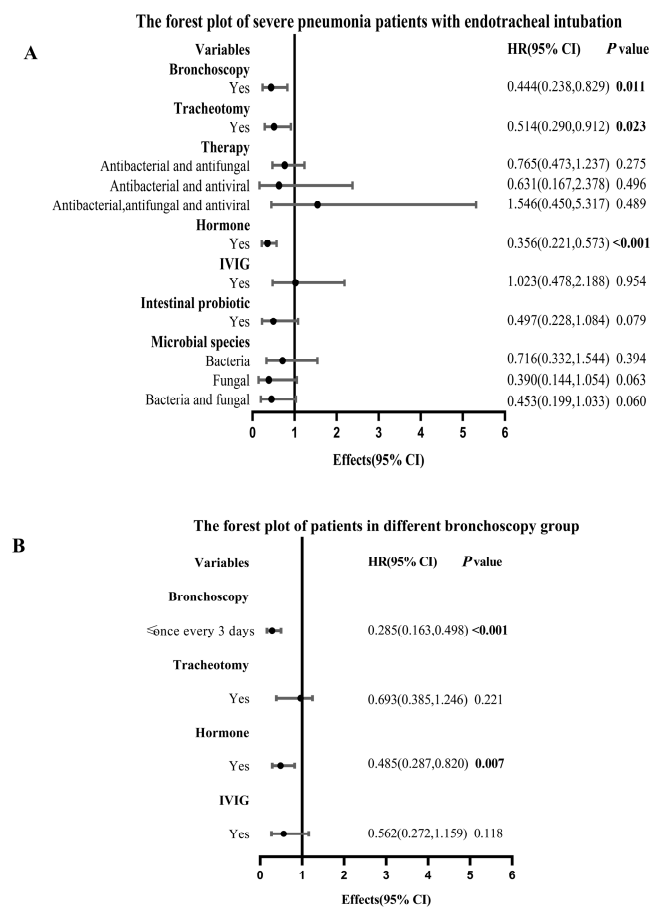 The forest plot of severe pneumonia patients with endotracheal intubation
A
Variables HR(95% CI) P value
Bronchoscopy
Yes 0.444(0.238,0.829) 0.011
Tracheotomy
Yes 0.514(0.290,0.912) 0.023
Therapy
Antibacterial and antifungal 0.765(0.473,1.237) 0.275
Antibacterial and antiviral 0.631(0.167,2.378) 0.496
Antibacterial,antifungal and antiviral 1.546(0.450,5.317) 0.489
Hormone
Yes 0.356(0.221,0.573) <0.001
IVIG
Yes 1.023(0.478,2.188) 0.954
Intestinal probiotic
Yes 0.497(0.228,1.084) 0.079
Microbial species
Bacteria 0.716(0.332,1.544) 0.394
Fungal 0.390(0.144,1.054) 0.063
Bacteria and fungal 0.453(0.199,1.033) 0.060
0 1 2 3 4 5 6
Effects(95% CI)
The forest plot of patients in different bronchoscopy group
B
Variables HR(95% CI) P value
Bronchoscopy
≤once every 3 days 0.285(0.163,0.498) <0.001
Tracheotomy
Yes 0.693(0.385,1.246) 0.221
Hormone
Yes 0.485(0.287,0.820) 0.007
IVIG
Yes 0.562(0.272,1.159) 0.118
0 1 2 3 4 5 6
Effects(95% CI)